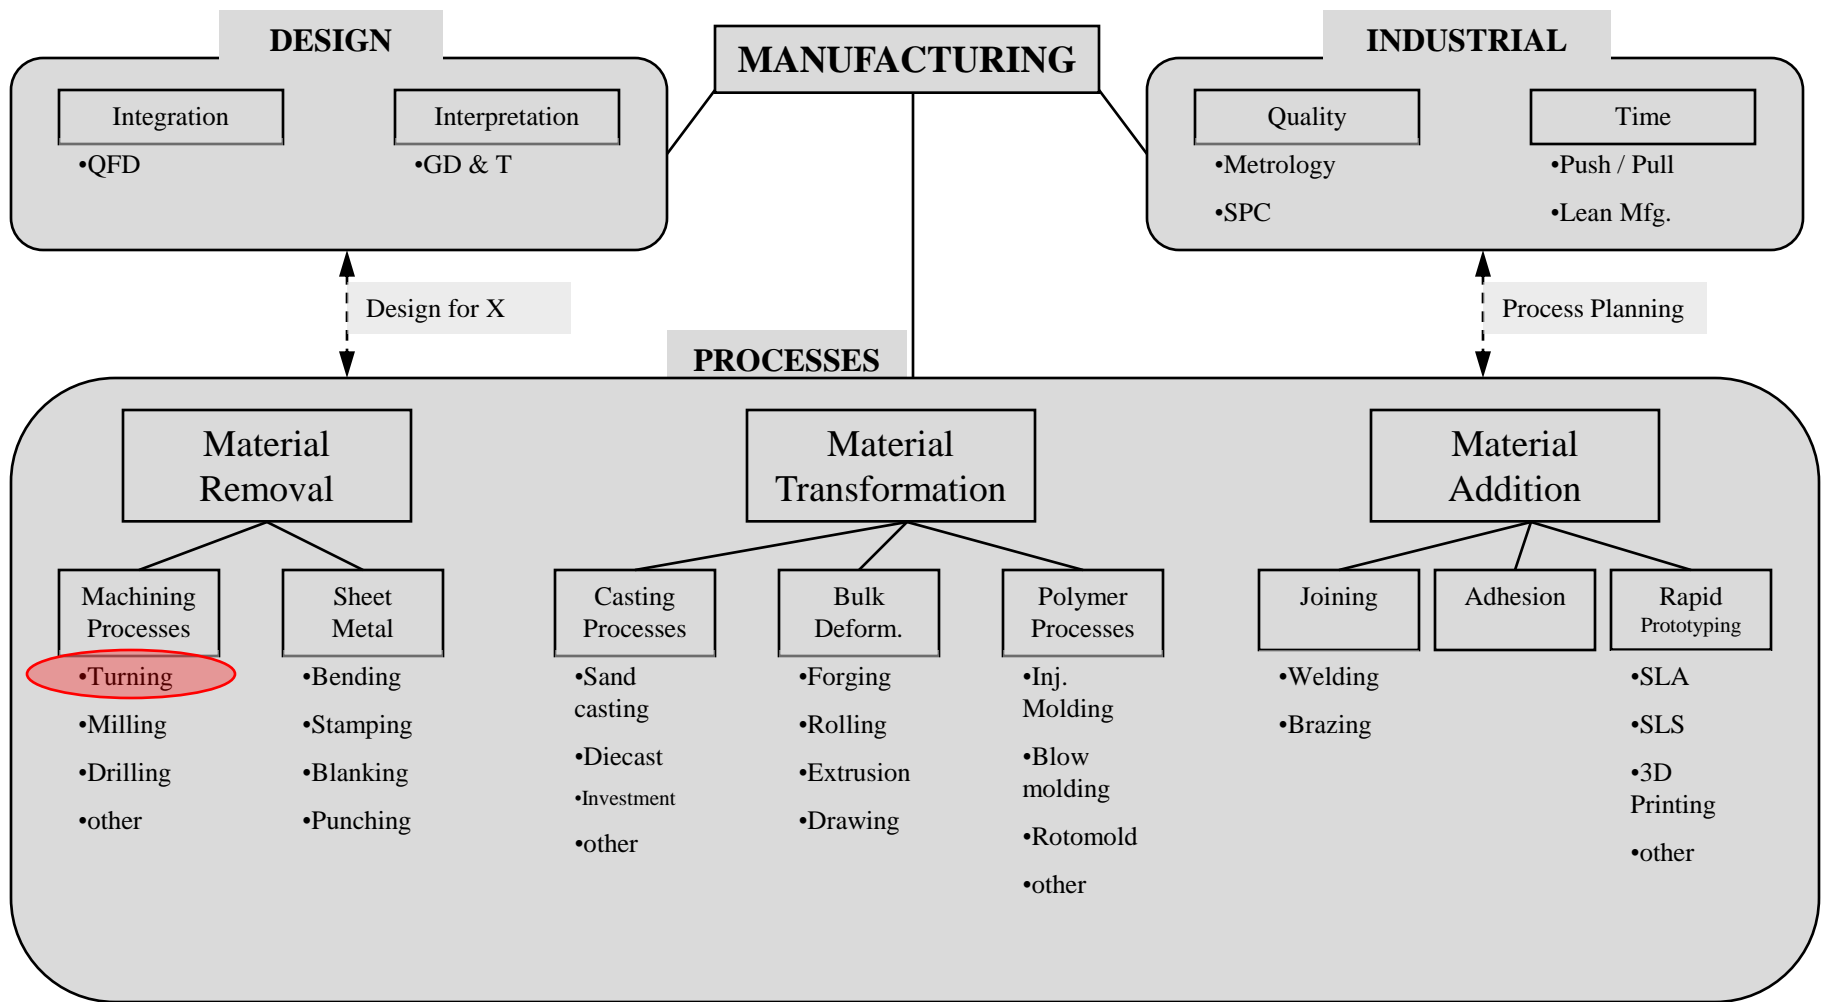 DESIGN
MANUFACTURING
INDUSTRIAL
Integration
•QFD
Interpretation
•GD & T
Quality
•Metrology
•SPC
Time
•Push / Pull
•Lean Mfg.
Design for X
Process Planning
PROCESSES
Material
Removal
Machining
Processes
•Turning
•Milling
•Drilling
•other
Sheet
Metal
•Bending
•Stamping
•Blanking
•Punching
Material
Transformation
Casting
Processes
•Sand
casting
•Diecast
•Investment
•other
Bulk
Deform.
•Forging
•Rolling
•Extrusion
•Drawing
Polymer
Processes
•Inj.
Molding
•Blow
molding
•Rotomold
•other
Material
Addition
Joining
•Welding
•Brazing
Adhesion
Rapid
Prototyping
•SLA
•SLS
•3D
Printing
•other